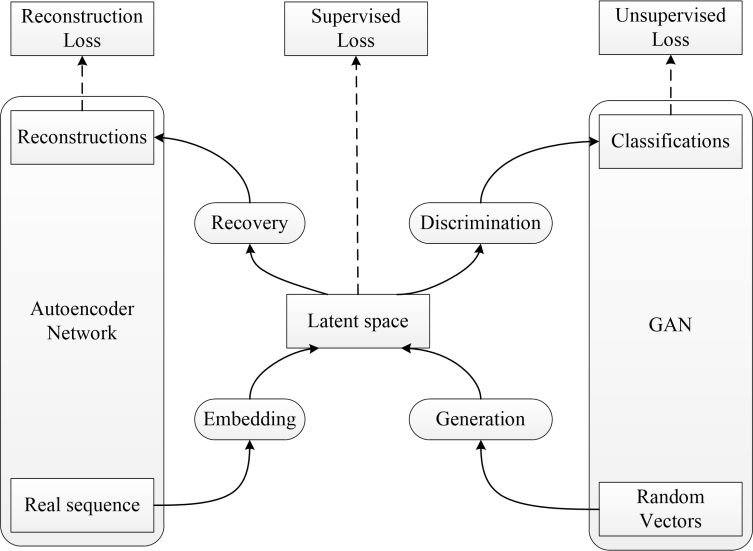 Reconstruction
Loss
Supervised
Loss
Unsupervised
Loss
Reconstructions
Classifications
Recovery
Discrimination
Autoencoder
Network
Latent space
GAN
Embedding
Generation
Real sequence
Random
Vectors